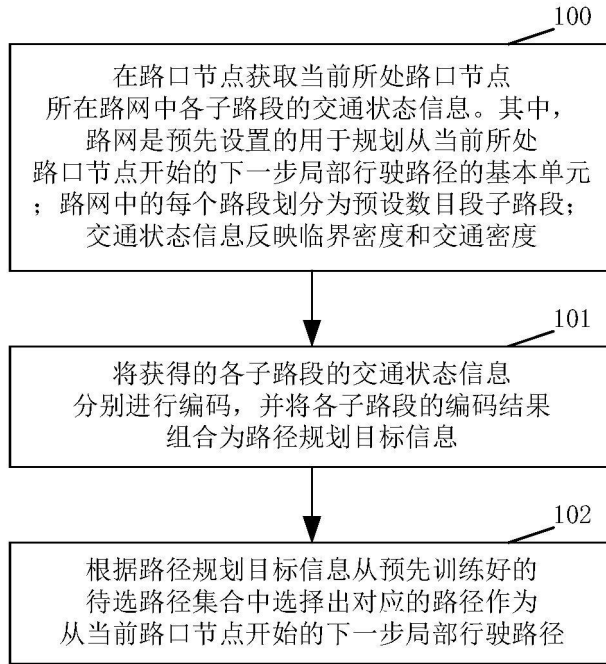 100
在路口节点获取当前所处路口节点
所在路网中各子路段的交通状态信息。其中，
路网是预先设置的用于规划从当前所处
路口节点开始的下一步局部行驶路径的基本单元
；路网中的每个路段划分为预设数目段子路段；
交通状态信息反映临界密度和交通密度
101
将获得的各子路段的交通状态信息
分别进行编码，并将各子路段的编码结果
组合为路径规划目标信息
102
根据路径规划目标信息从预先训练好的
待选路径集合中选择出对应的路径作为
从当前路口节点开始的下一步局部行驶路径